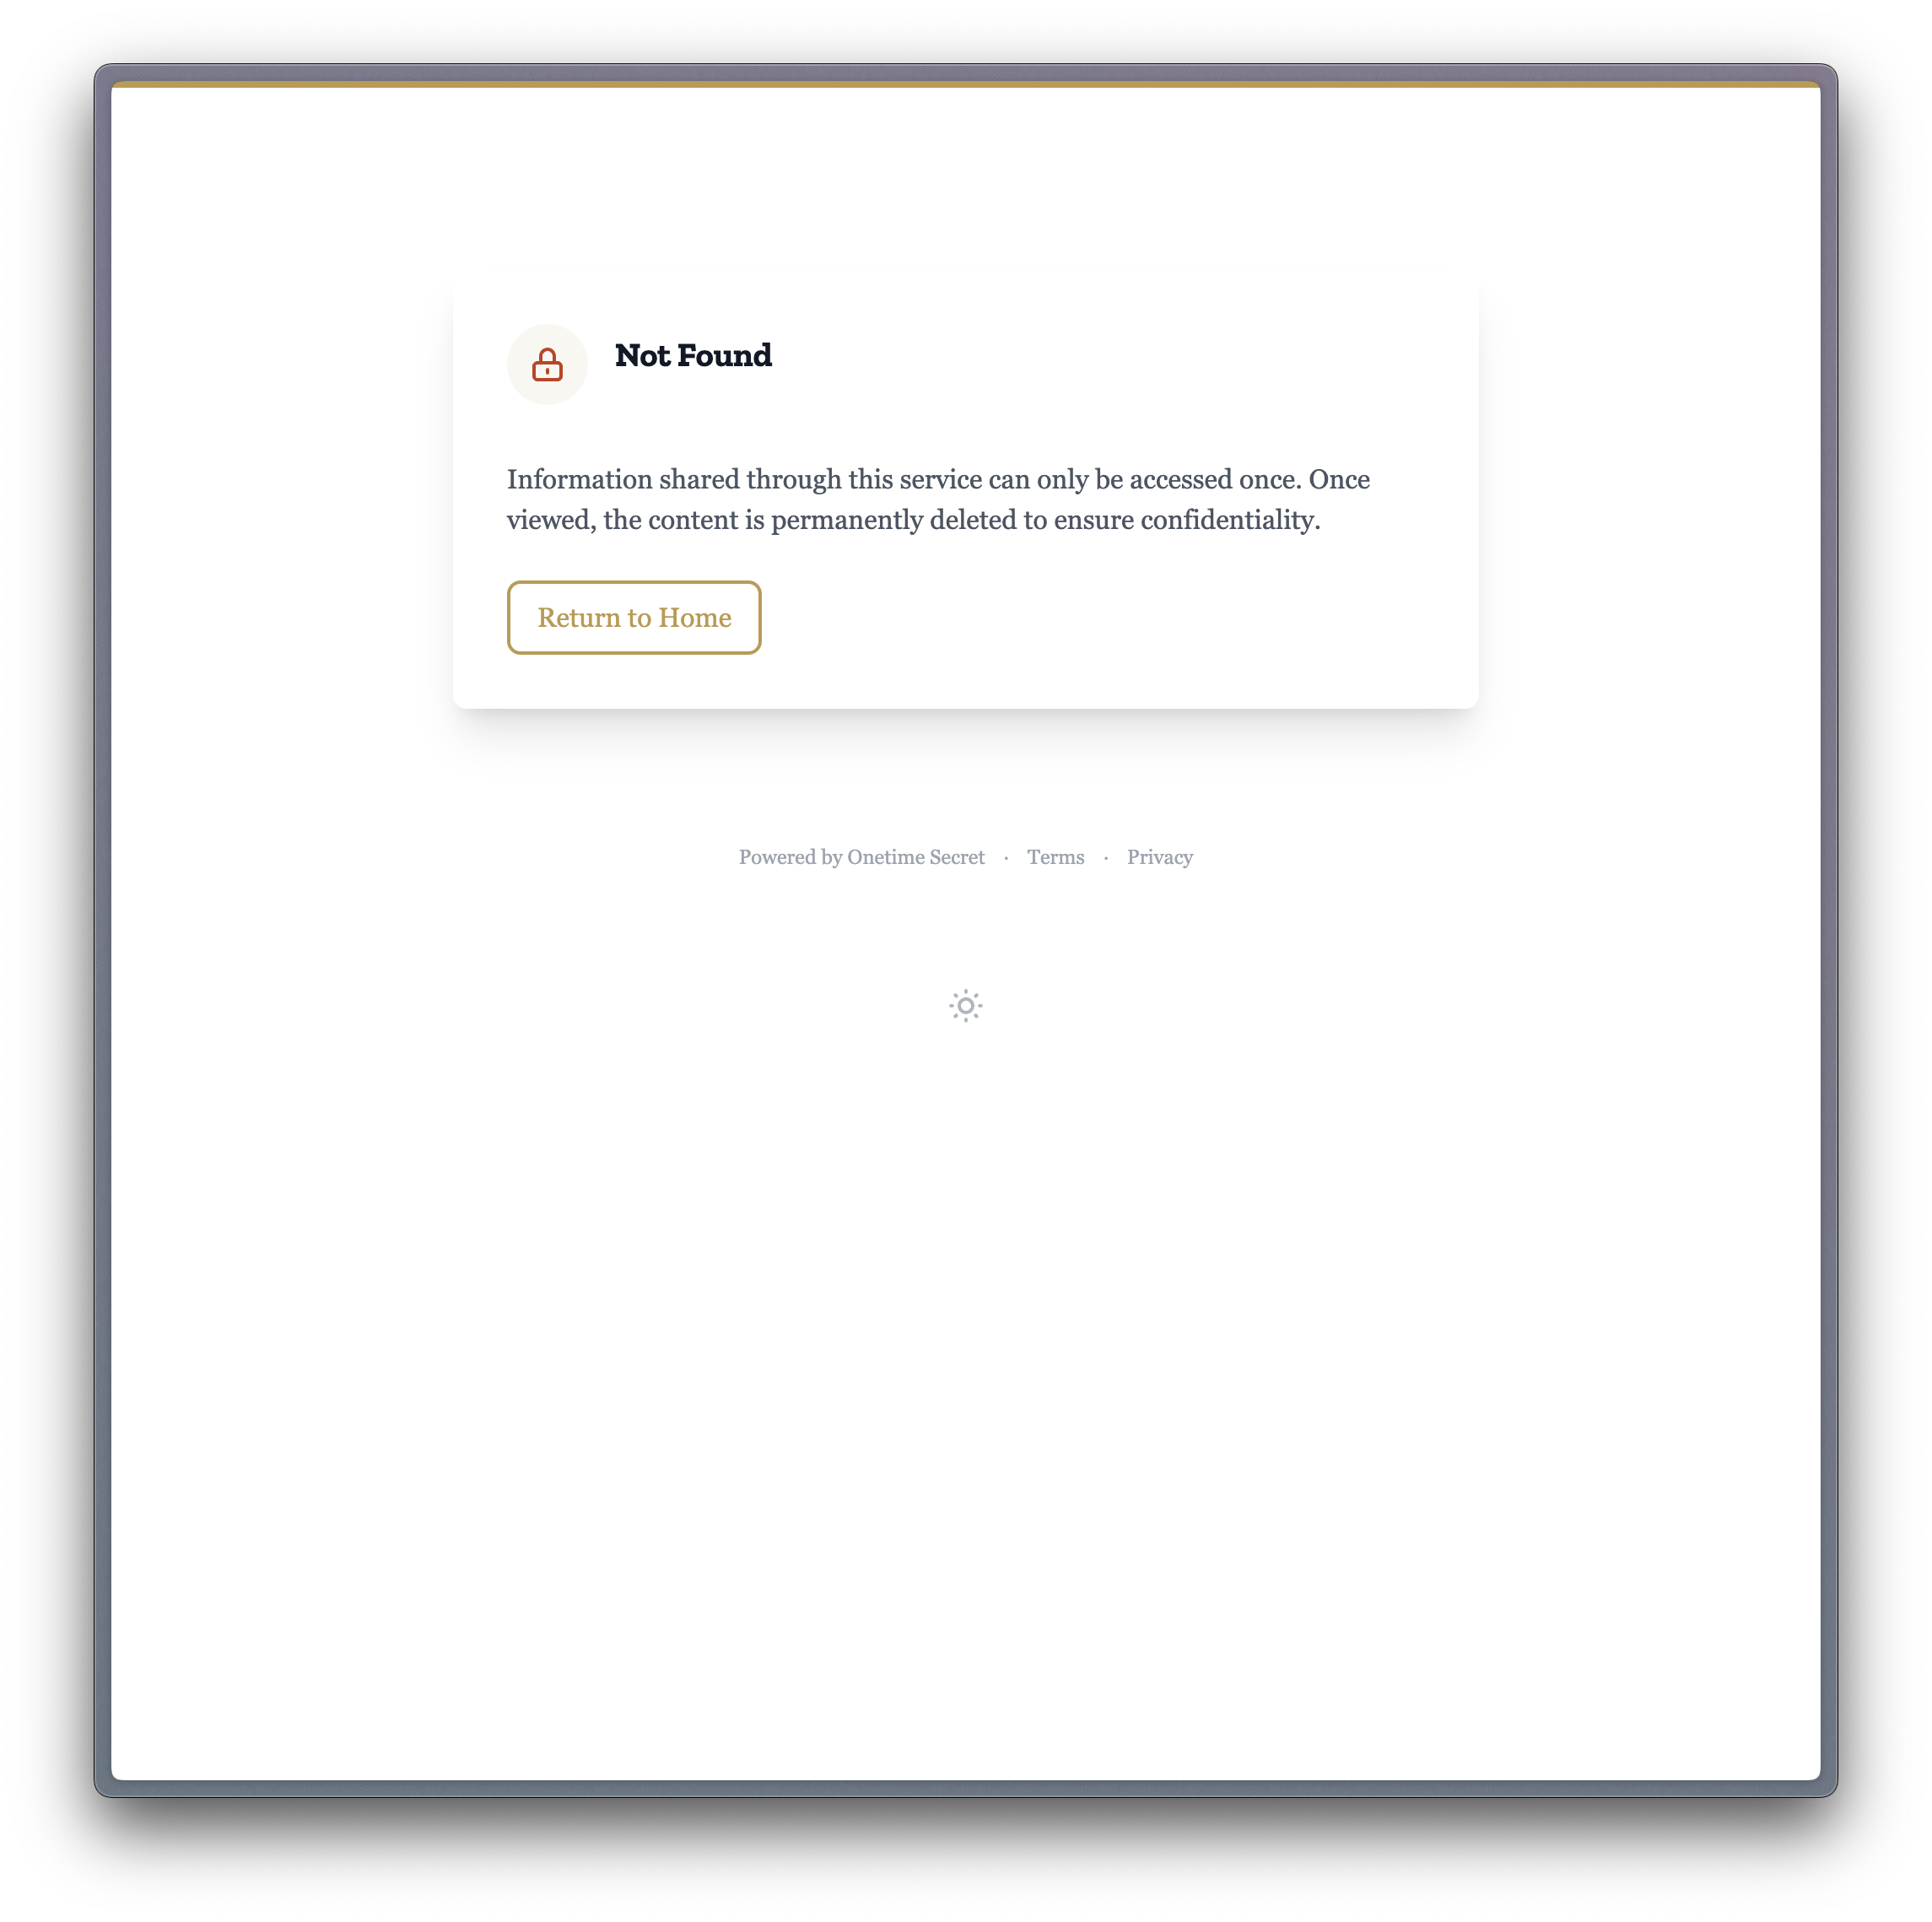 Not Found
Information shared through this service can only be accessed once. Once
viewed, the content is permanently deleted to ensure confidentiality.
Return to Home
Powered by Onetime Secret · Terms · Privacy